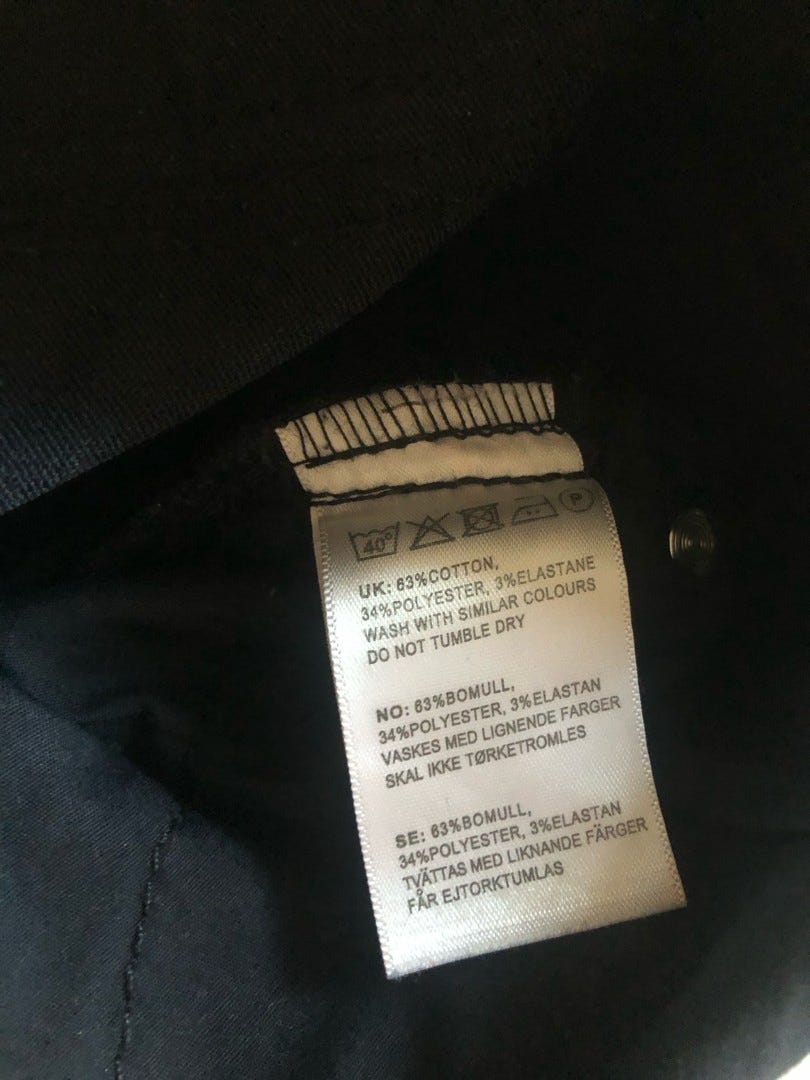 40° P
UK: 63%COTTON,
34%POLYESTER, 3%ELASTANE
WASH WITH SIMILAR COLOURS
DO NOT TUMBLE DRY
NO: 63%BOMULL,
34%POLYESTER, 3%ELASTAN
VASKES MED LIGNENDE FARGER
SKAL IKKE TØRKETROMLES
SE: 63%BOMULL,
34%POLYESTER, 3%ELASTAN
TVÄTTAS MED LIKNANDE FÄRGER
FÅR EJTORKTUMLAS